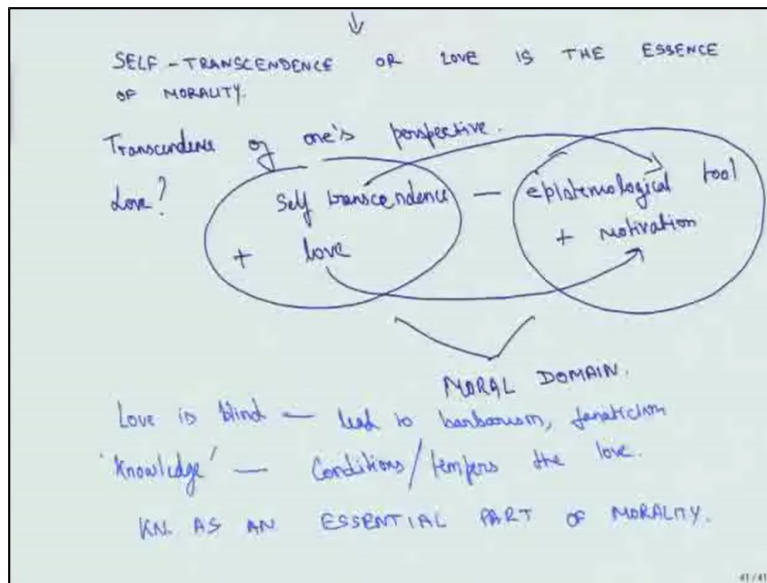 SELF-TRANSCENDENCE OR LOVE IS THE ESSENCE
OF MORALITY.
Transcendence of one's perspective.
Love? Self transcendence — epistemological tool
+ love + motivation
MORAL DOMAIN.
Love is blind — lead to barbarism, fanaticism
'Knowledge' — Conditions/tempers the love.
KN. AS AN ESSENTIAL PART OF MORALITY.
41/41